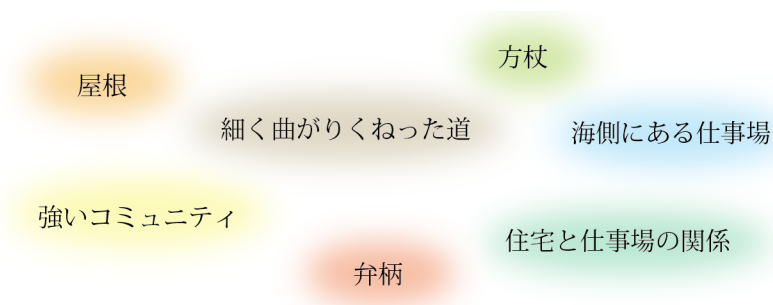 方杖
屋根
細く曲がりくねった道
海側にある仕事場
強いコミュニティ
住宅と仕事場の関係
弁柄